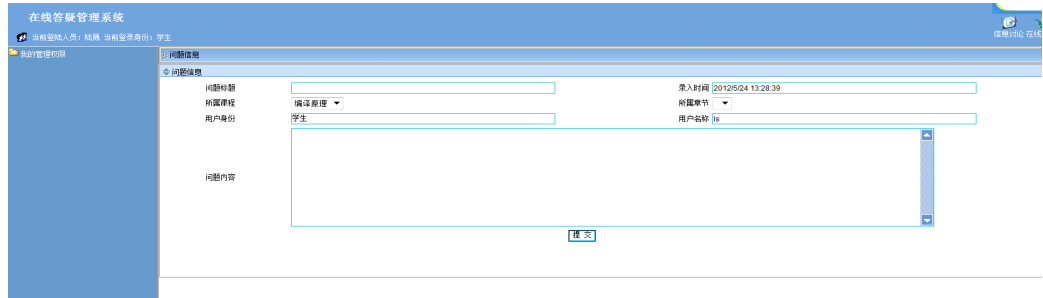 在线答疑管理系统
当前登陆人员：陆顺 当前登录身份：学生
信息讨论 在线
我的管理权限
问题信息
问题信息
问题标题
录入时间 2012/5/24 13:28:39
所属课程 编译原理
所属章节
用户身份 学生
用户名称 ls
问题内容
提 交